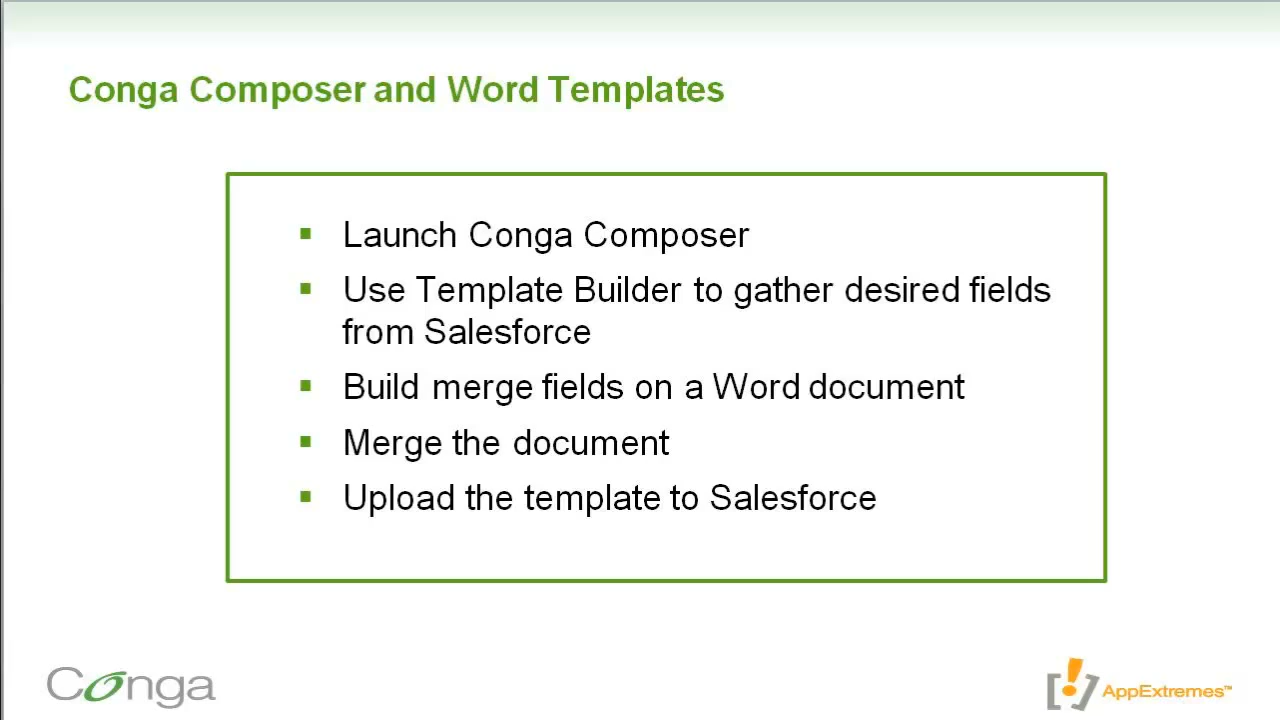 Conga Composer and Word Templates
▪ Launch Conga Composer
▪ Use Template Builder to gather desired fields
from Salesforce
▪ Build merge fields on a Word document
▪ Merge the document
▪ Upload the template to Salesforce
Conga
[!] AppExtremes™